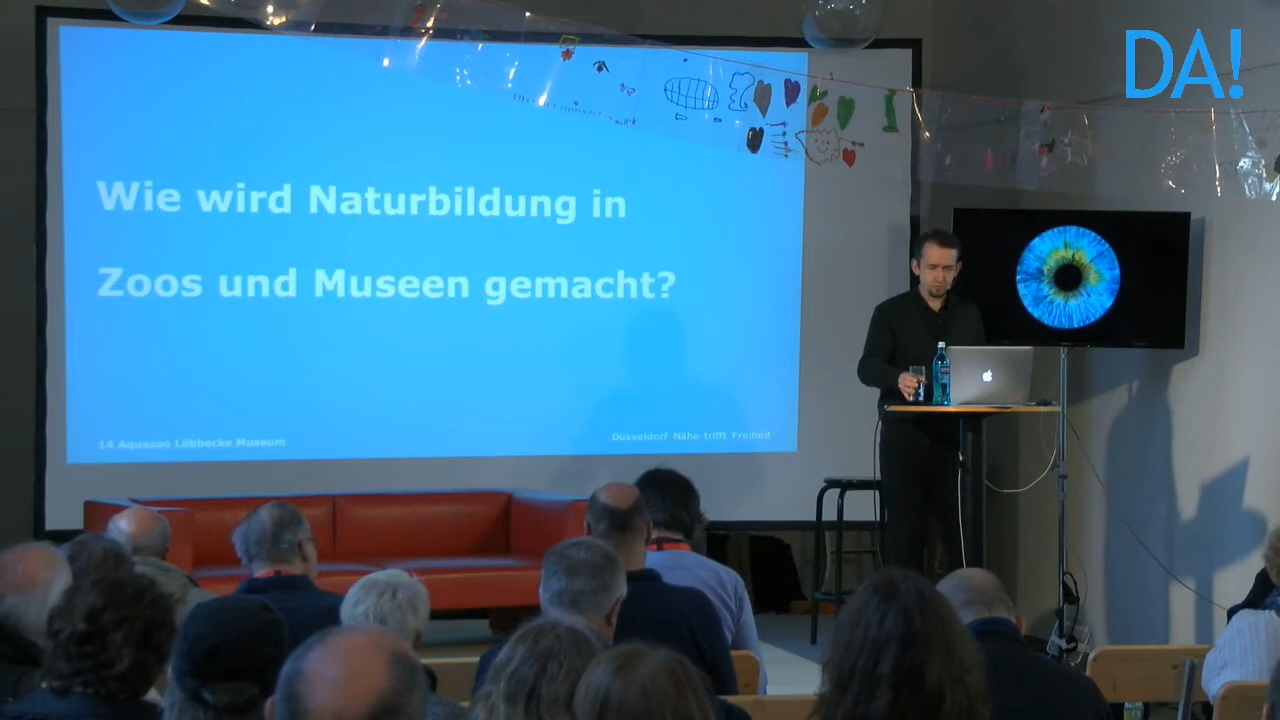 DA!
Wie wird Naturbildung in
Zoos und Museen gemacht?
14 Aquazoo Löbbecke Museum
Düsseldorf Nähe trifft Freiheit